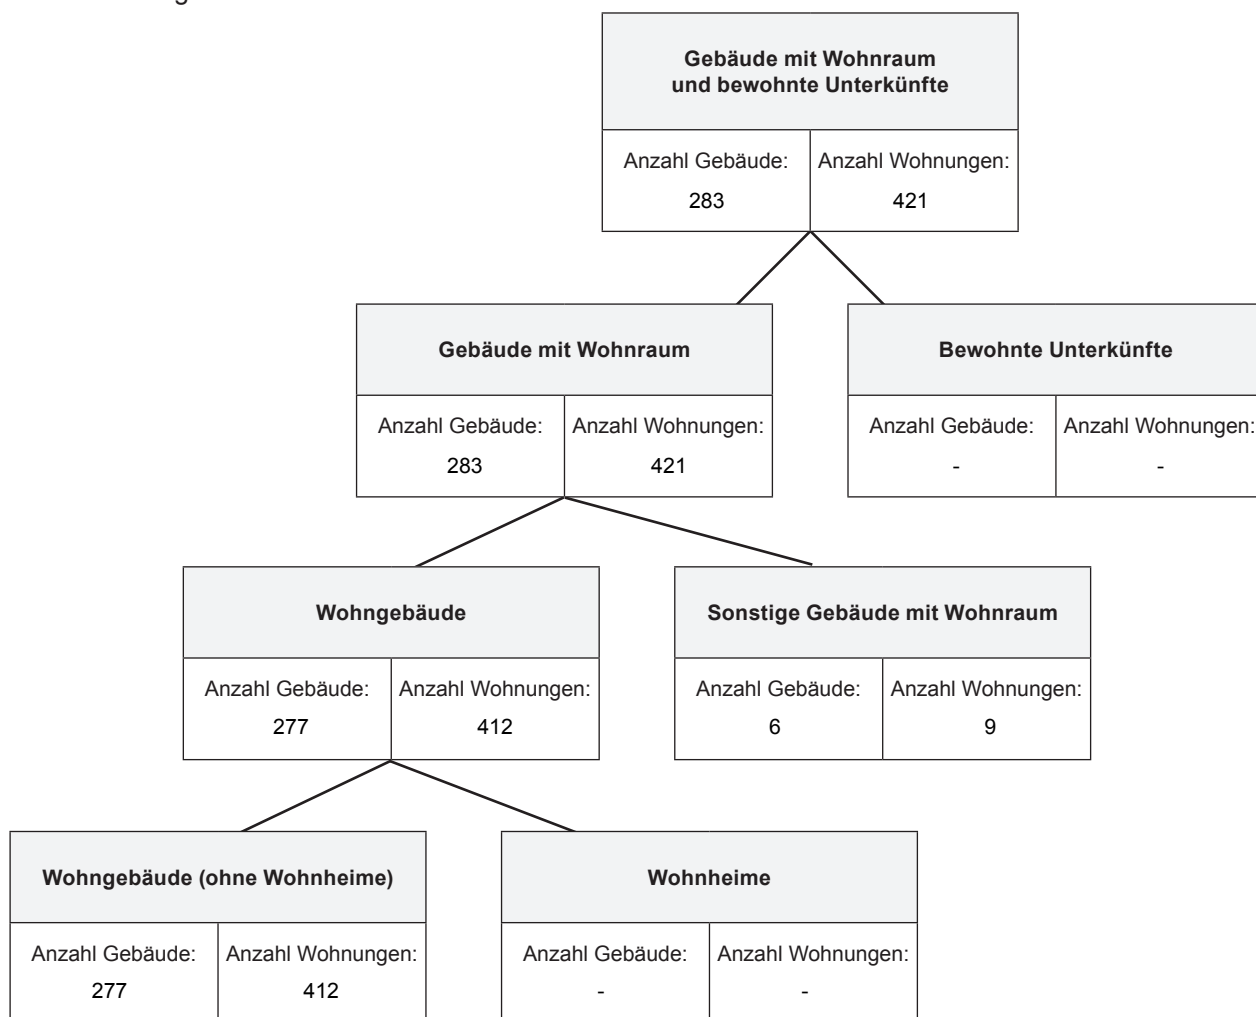 Gebäude mit Wohnraum
und bewohnte Unterkünfte
Anzahl Gebäude: Anzahl Wohnungen:
283 421
Gebäude mit Wohnraum Bewohnte Unterkünfte
Anzahl Gebäude: Anzahl Wohnungen: Anzahl Gebäude: Anzahl Wohnungen:
283 421 - -
Wohngebäude Sonstige Gebäude mit Wohnraum
Anzahl Gebäude: Anzahl Wohnungen: Anzahl Gebäude: Anzahl Wohnungen:
277 412 6 9
Wohngebäude (ohne Wohnheime) Wohnheime
Anzahl Gebäude: Anzahl Wohnungen: Anzahl Gebäude: Anzahl Wohnungen:
277 412 - -